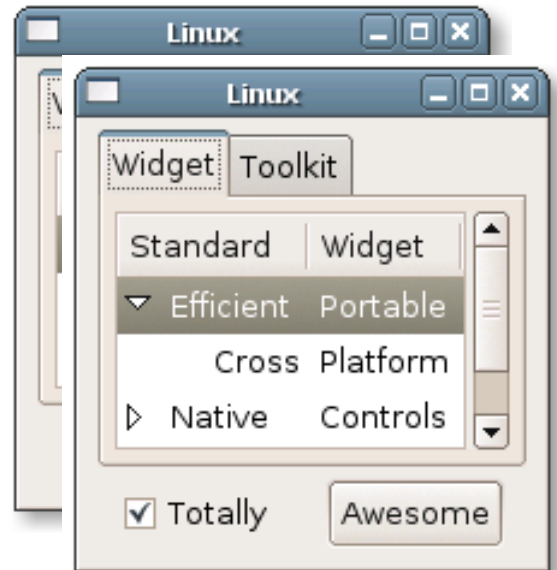 Linux
Linux
Widget Toolkit
Standard Widget
Efficient Portable
Cross Platform
Native Controls
Totally Awesome